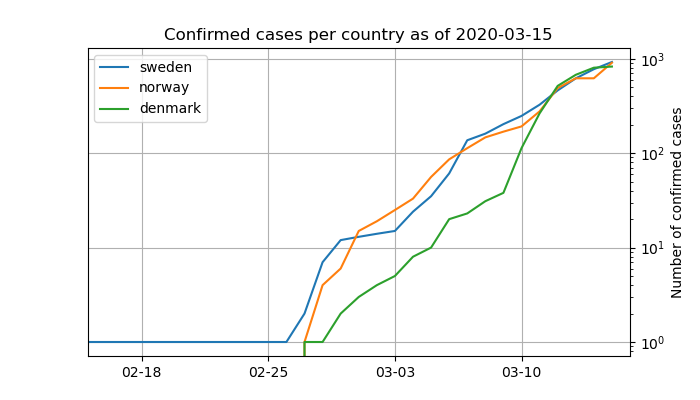 Confirmed cases per country as of 2020-03-15
sweden
norway
denmark
10³
10²
10¹
10⁰
Number of confirmed cases
02-18
02-25
03-03
03-10